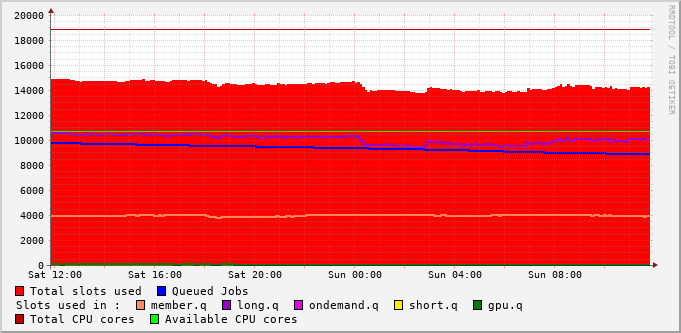 20000
18000
16000
14000
12000
10000
8000
6000
4000
2000
0
Sat 12:00 Sat 16:00 Sat 20:00 Sun 00:00 Sun 04:00 Sun 08:00
Total slots used Queued Jobs
Slots used in : member.q long.q ondemand.q short.q gpu.q
Total CPU cores Available CPU cores
RRDTOOL / TOBI OETIKER